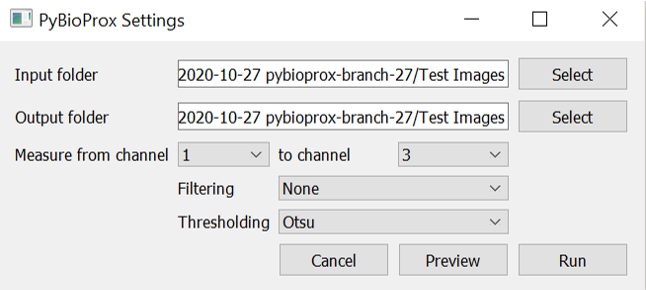 PyBioProx Settings
Input folder 2020-10-27 pybioprox-branch-27/Test Images Select
Output folder 2020-10-27 pybioprox-branch-27/Test Images Select
Measure from channel 1 to channel 3
Filtering None
Thresholding Otsu
Cancel Preview Run